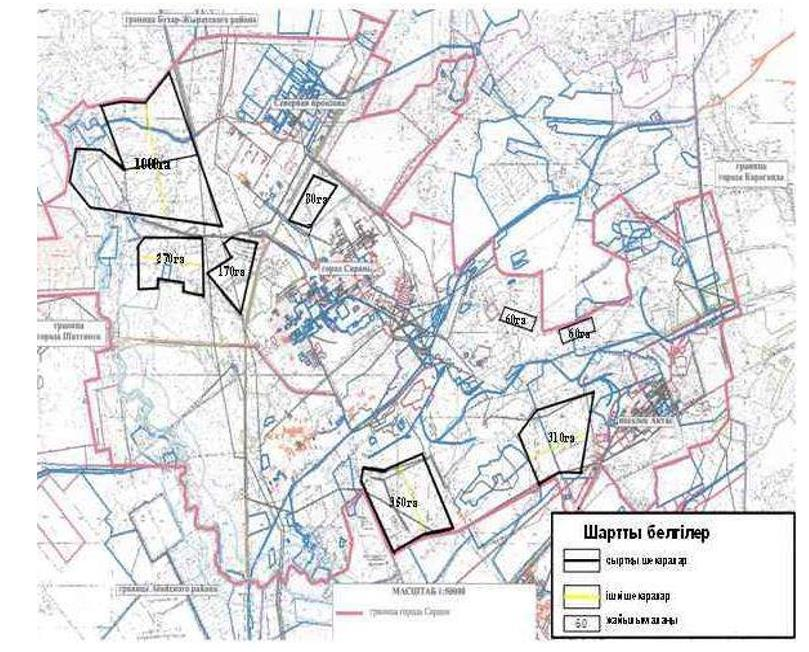 граница Бухар-Жырауского района
Северная промзона
1000га
80га
граница
города Караганда
270га
170га
город Сарань
60га
60га
граница
города Шахтинск
поселок Актас
310га
350га
Шартты белгілер
сыртқы шекаралар
ішкі шекаралар
60
жайылым алаңы
граница Абайского района
МАСШТАБ 1:50000
граница города Сарани